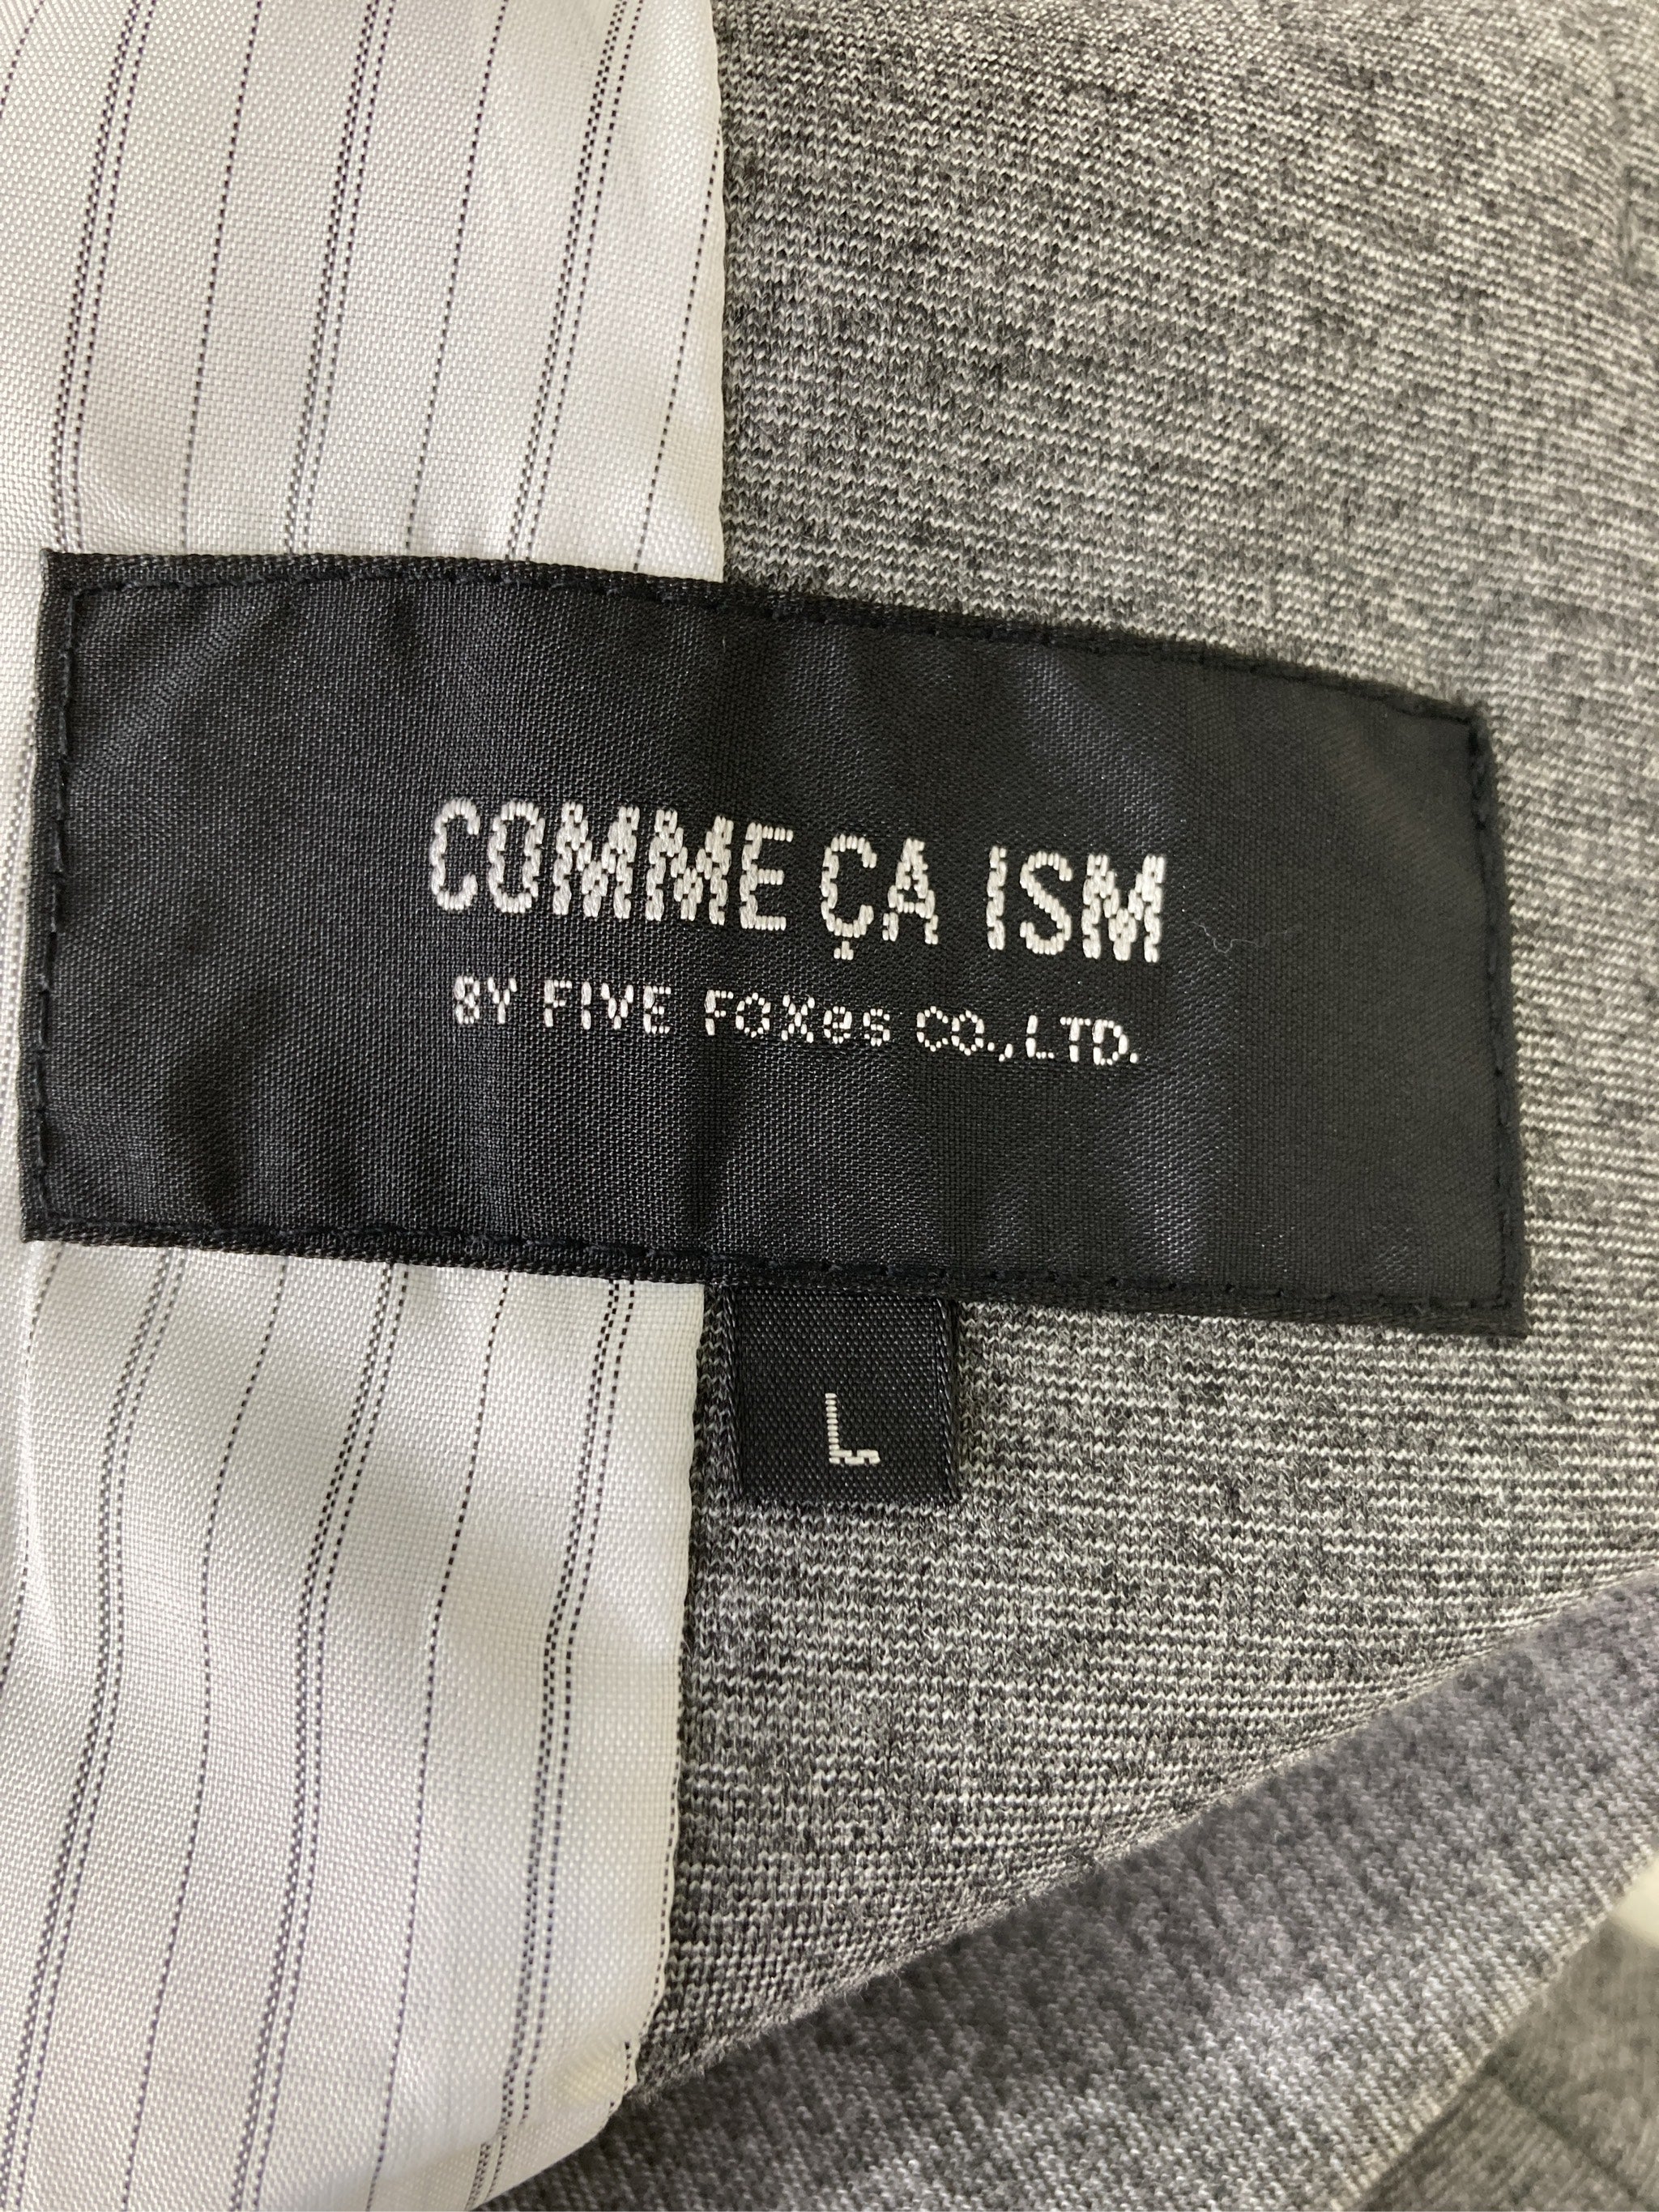 COMME ÇA ISM
BY FIVE FOXes CO.,LTD.
L